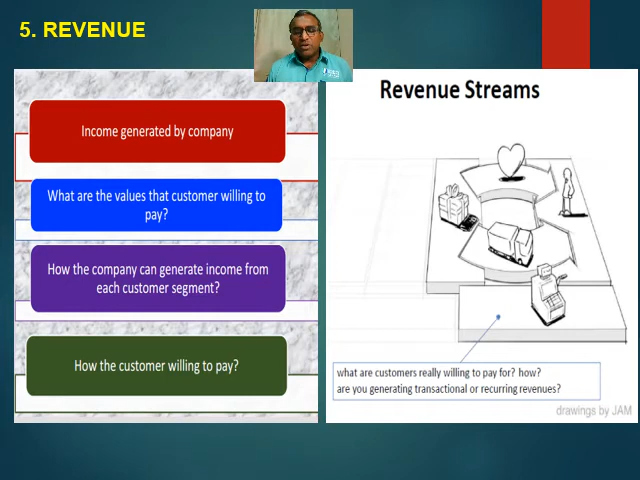 5. REVENUE
Income generated by company
What are the values that customer willing to
pay?
How the company can generate income from
each customer segment?
How the customer willing to pay?
Revenue Streams
what are customers really willing to pay for? how?
are you generating transactional or recurring revenues?
drawings by JAM